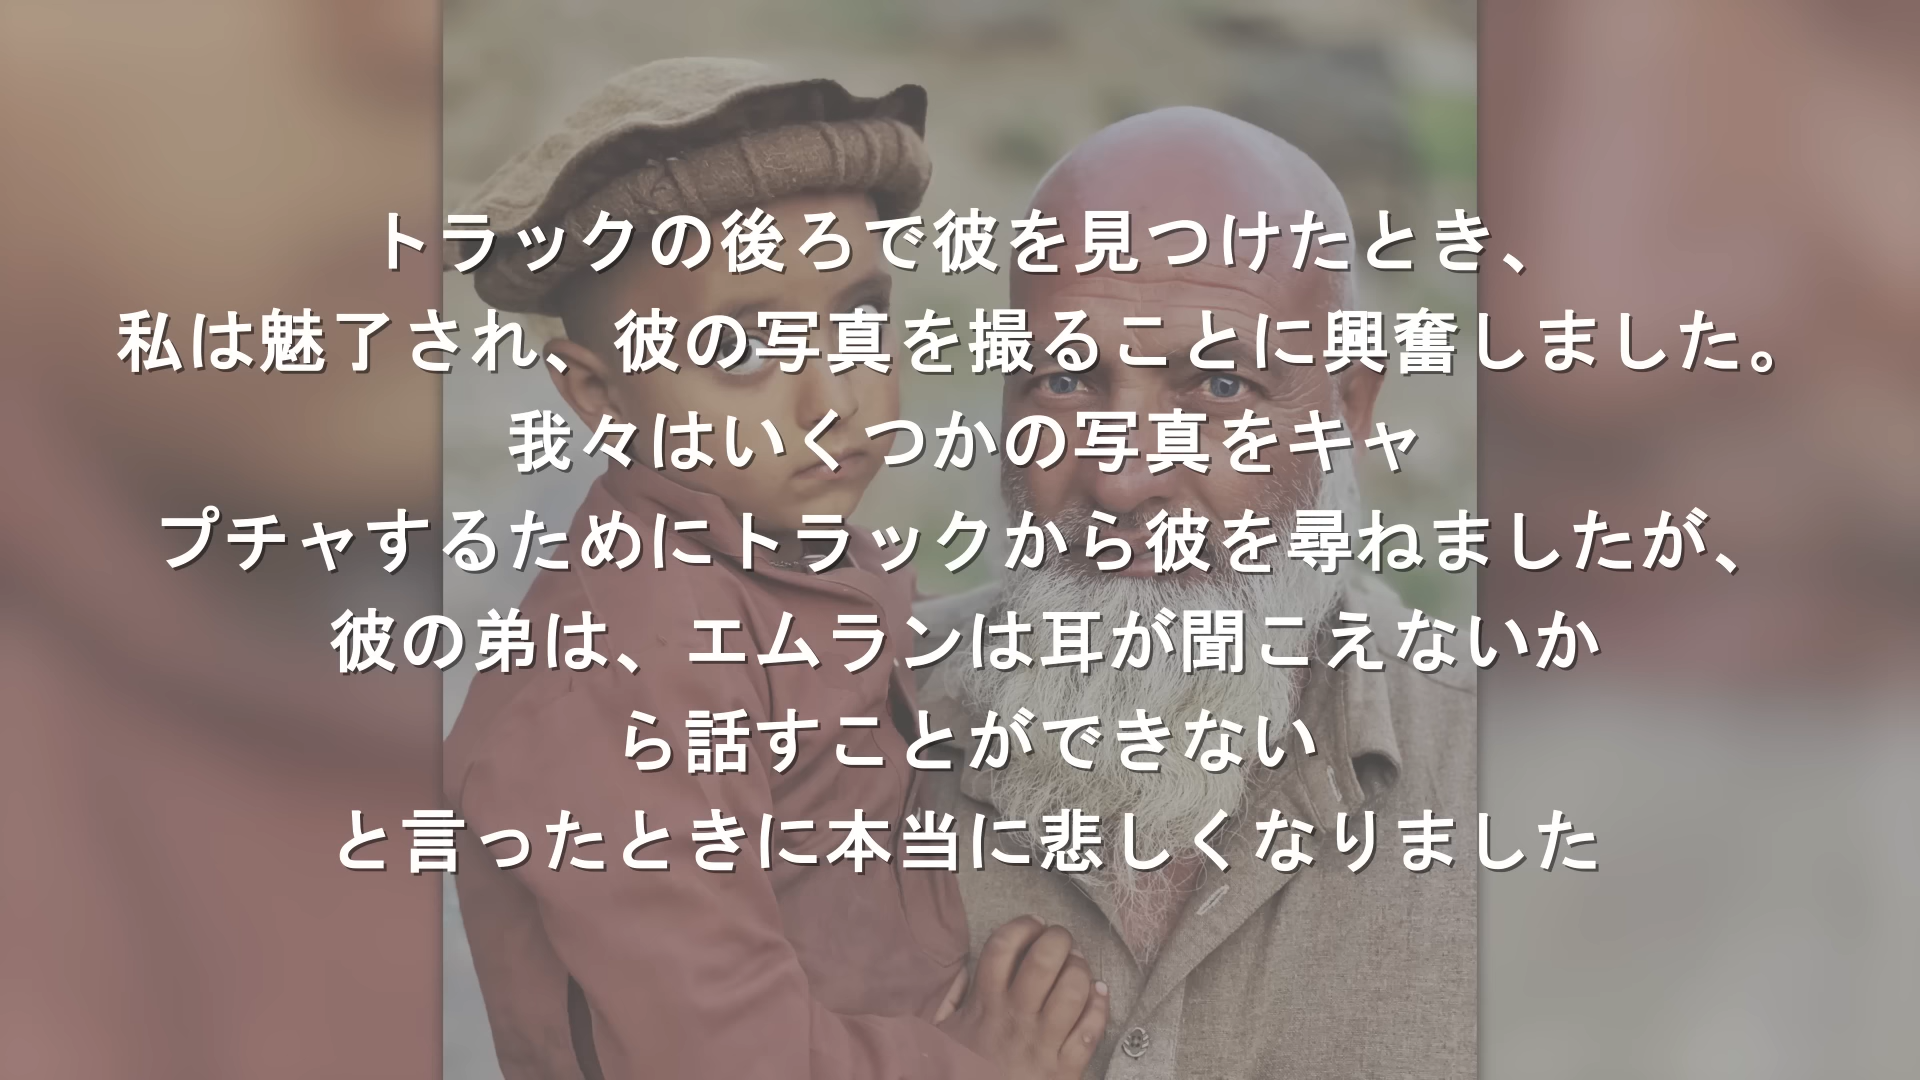 トラックの後ろで彼を見つけたとき、
私は魅了され、彼の写真を撮ることに興奮しました。
我々はいくつかの写真をキャ
プチャするためにトラックから彼を尋ねましたが、
彼の弟は、エムランは耳が聞こえないか
ら話すことができない
と言ったときに本当に悲しくなりました